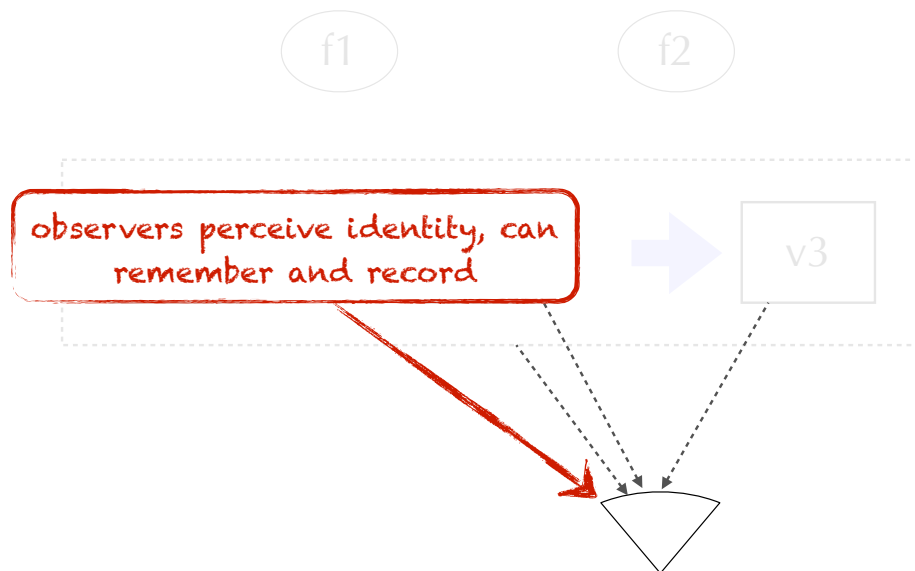 f1 f2
observers perceive identity, can
remember and record
v3